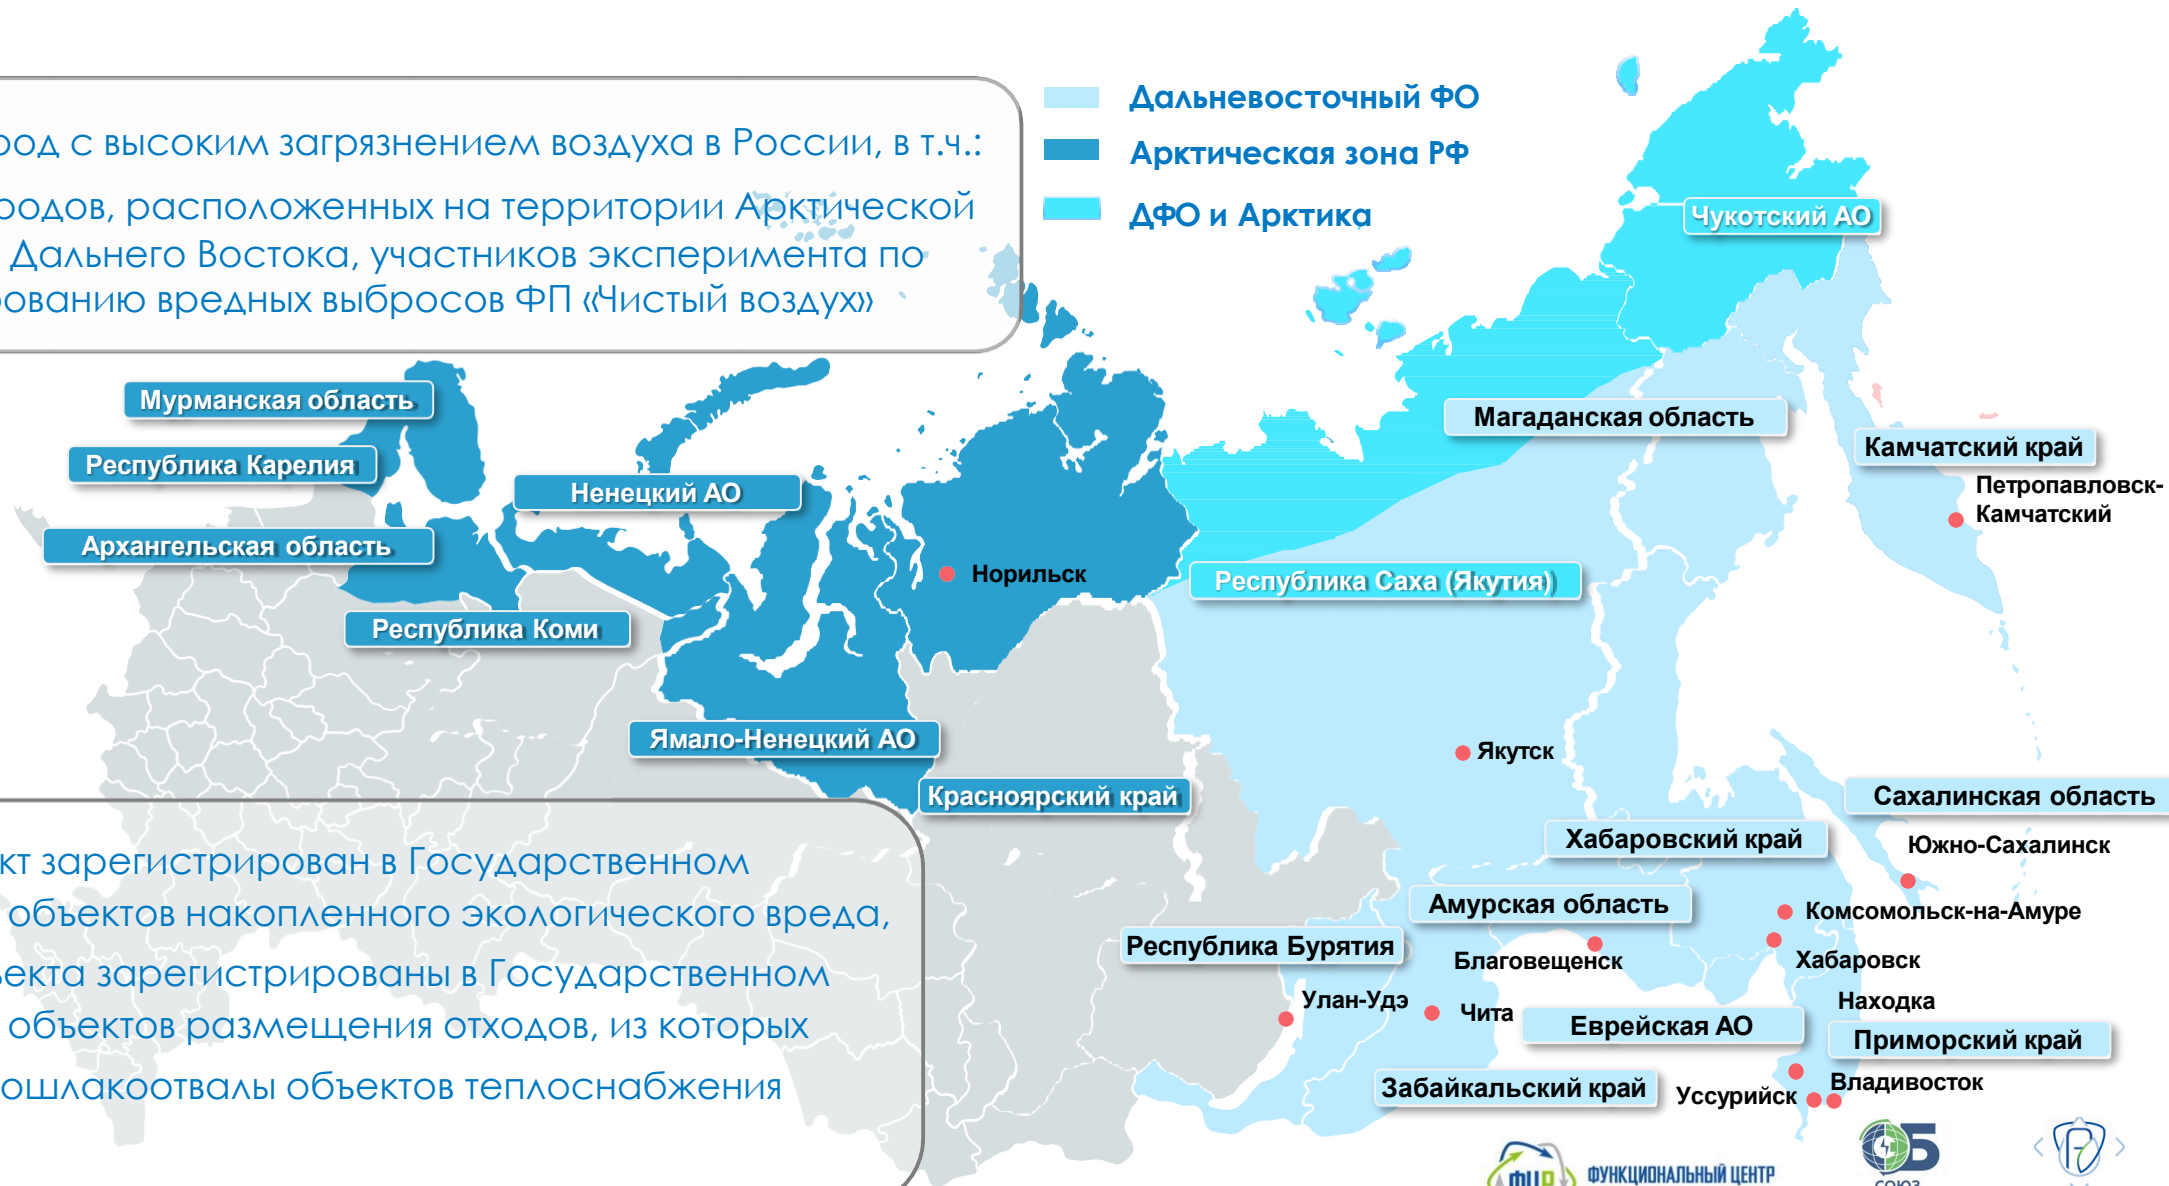 род с высоким загрязнением воздуха в России, в т.ч.:
родов, расположенных на территории Арктической
Дальнего Востока, участников эксперимента по
рованию вредных выбросов ФП «Чистый воздух»
Дальневосточный ФО
Арктическая зона РФ
ДФО и Арктика
Чукотский АО
Мурманская область
Магаданская область
Камчатский край
Республика Карелия
Ненецкий АО
Петропавловск-
Камчатский
Архангельская область
Норильск
Республика Саха (Якутия)
Республика Коми
Ямало-Ненецкий АО
Якутск
Красноярский край
Сахалинская область
Хабаровский край
Южно-Сахалинск
Амурская область
Комсомольск-на-Амуре
Республика Бурятия
Благовещенск
Хабаровск
Улан-Удэ
Чита
Находка
Еврейская АО
Приморский край
Забайкальский край
Уссурийск
Владивосток
кт зарегистрирован в Государственном
объектов накопленного экологического вреда,
ъекта зарегистрированы в Государственном
объектов размещения отходов, из которых
ошлакоотвалы объектов теплоснабжения
ФЦР
ФУНКЦИОНАЛЬНЫЙ ЦЕНТР
ЭБ
СОЮЗ